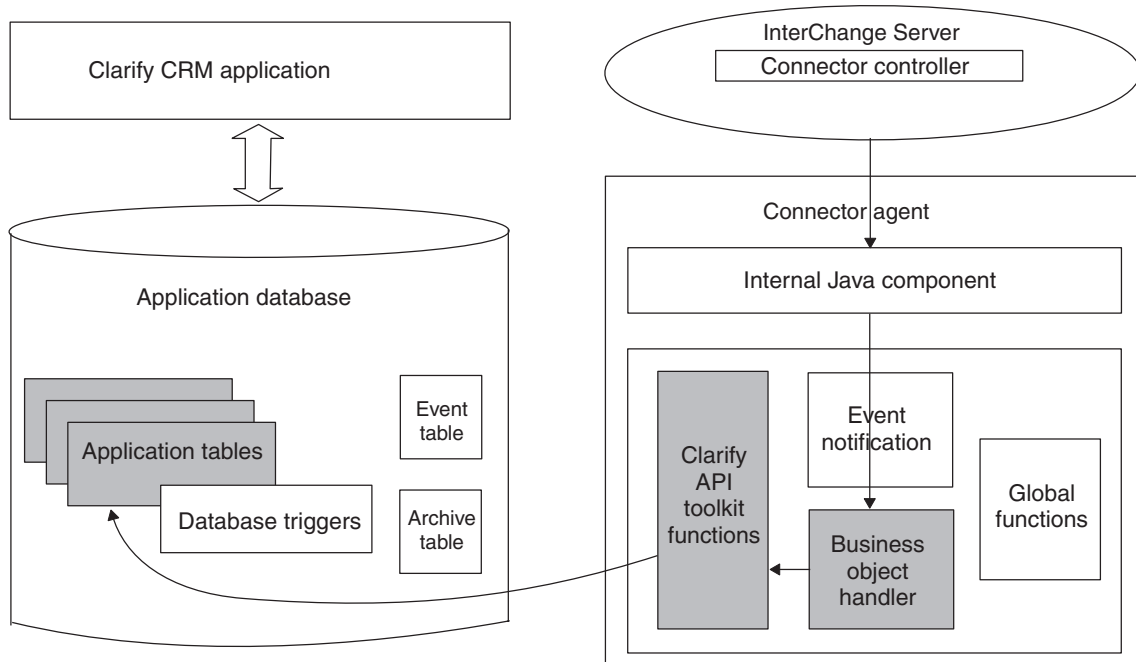 Clarify CRM application
InterChange Server
Connector controller
Connector agent
Internal Java component
Application database
Application tables
Database triggers
Event
table
Archive
table
Clarify
API
toolkit
functions
Event
notification
Business
object
handler
Global
functions